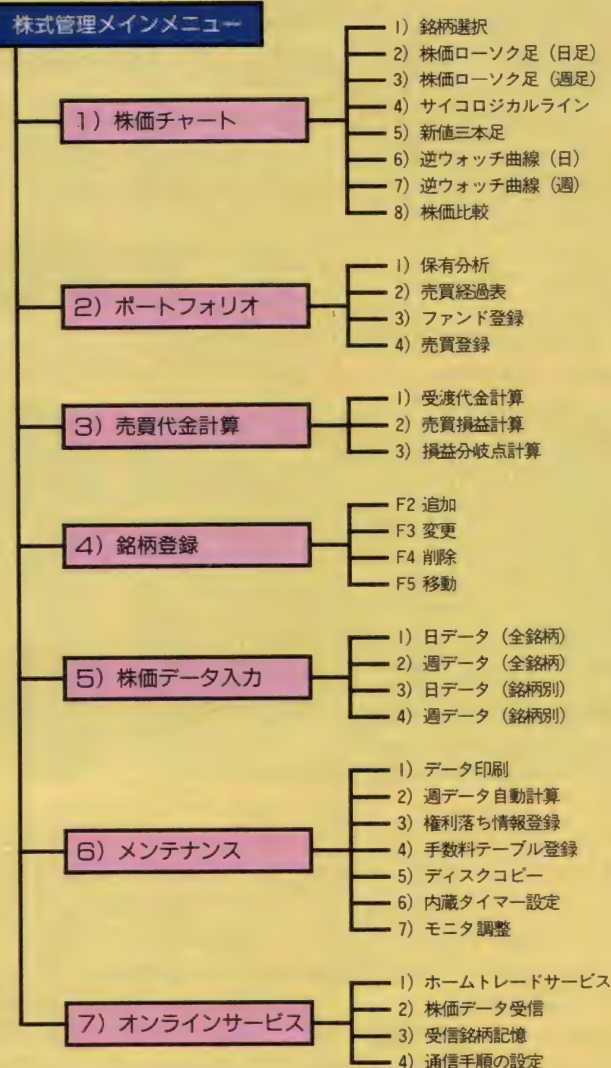 株式管理メインメニュー
1) 株価チャート
1) 銘柄選択
2) 株価ローソク足 (日足)
3) 株価ローソク足 (週足)
4) サイコロジカルライン
5) 新値三本足
6) 逆ウォッチ曲線 (日)
7) 逆ウォッチ曲線 (週)
8) 株価比較
2) ポートフォリオ
1) 保有分析
2) 売買経過表
3) ファンド登録
4) 売買登録
3) 売買代金計算
1) 受渡代金計算
2) 売買損益計算
3) 損益分岐点計算
4) 銘柄登録
F2 追加
F3 変更
F4 削除
F5 移動
5) 株価データ入力
1) 日データ (全銘柄)
2) 週データ (全銘柄)
3) 日データ (銘柄別)
4) 週データ (銘柄別)
6) メンテナンス
1) データ印刷
2) 週データ自動計算
3) 権利落ち情報登録
4) 手数料テーブル登録
5) ディスクコピー
6) 内蔵タイマー設定
7) モニタ調整
7) オンラインサービス
1) ホームトレードサービス
2) 株価データ受信
3) 受信銘柄記憶
4) 通信手順の設定